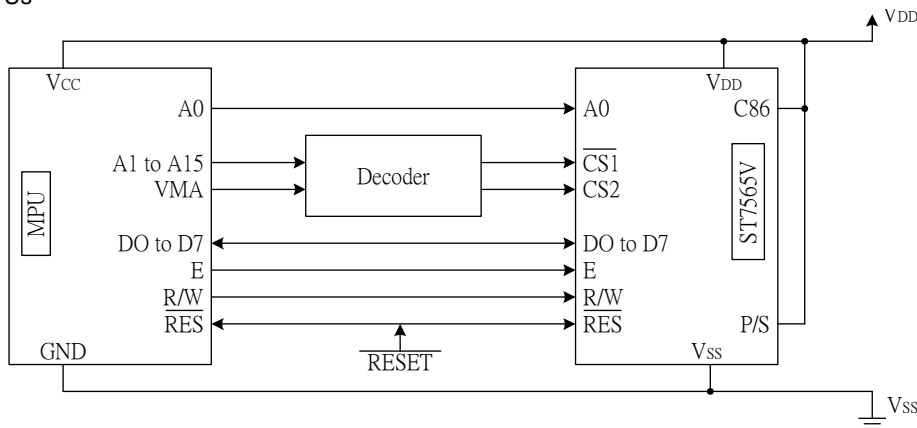 VDD
VCC
VDD
A0
A0
C86
A1 to A15
VMA
Decoder
CS1
CS2
MPU
ST7565V
DO to D7
DO to D7
E
E
R/W
R/W
RES
RES
P/S
RESET
GND
VSS
VSS